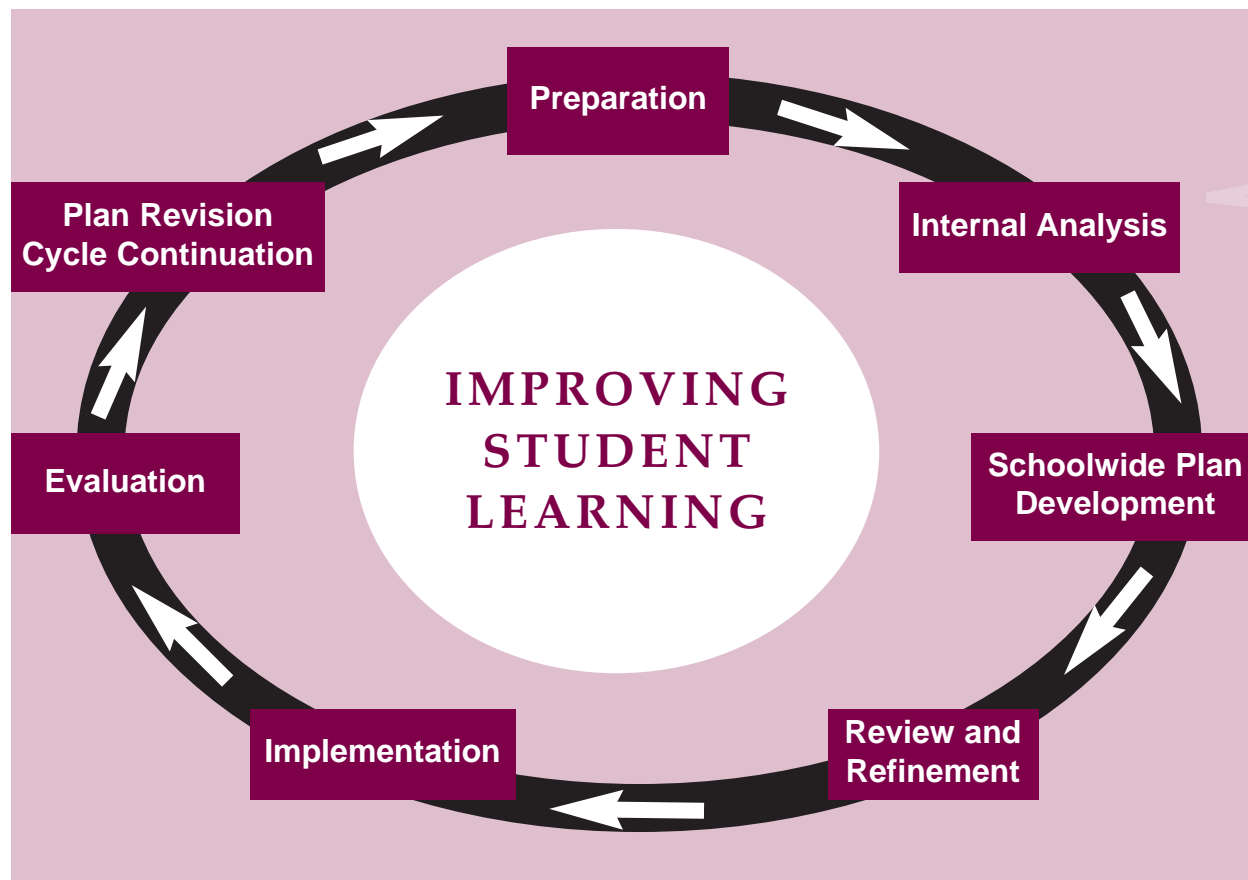 Preparation
Internal Analysis
Schoolwide Plan
Development
Review and
Refinement
Implementation
Evaluation
Plan Revision
Cycle Continuation
IMPROVING
STUDENT
LEARNING